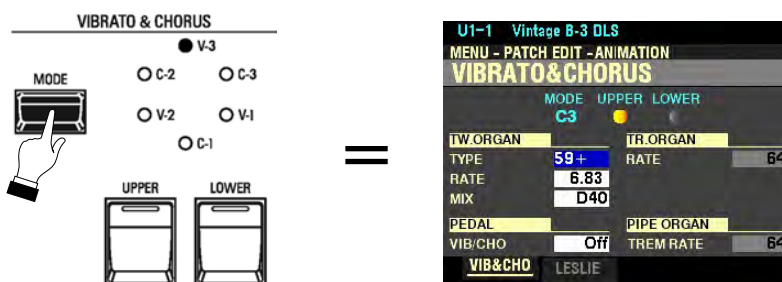 VIBRATO & CHORUS
V-3
C-2
C-3
MODE
V-2
V-I
C-I
UPPER
LOWER
=
U1-1 Vintage B-3 DLS
MENU - PATCH EDIT -ANIMATION
VIBRATO&CHORUS
MODE UPPER LOWER
C3
TW.ORGAN TR.ORGAN
TYPE 59+ RATE 64
RATE 6.83
MIX D40
PEDAL PIPE ORGAN
VIB/CHO Off TREM RATE 64
VIB&CHO LESLIE